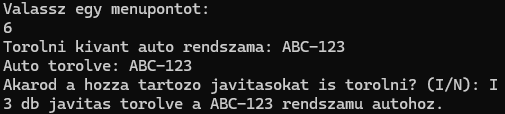 Valassz egy menupontot:
6
Torolni kivant auto rendszama: ABC-123
Auto torolve: ABC-123
Akarod a hozza tartozo javitasokat is torolni? (I/N): I
3 db javitas torolve a ABC-123 rendszamu autohoz.